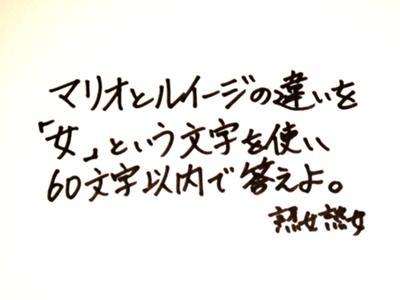 マリオとルイージの違いを
「女」という文字を使い
60文字以内で答えよ。
熟女熟女